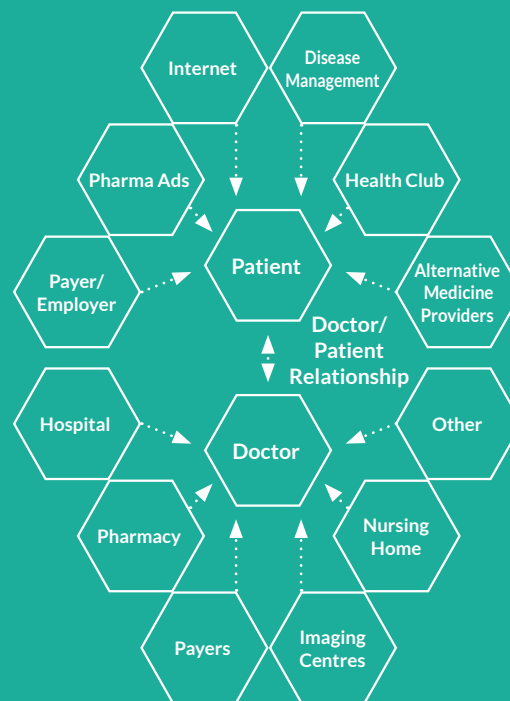 Internet
Disease
Management
Pharma Ads
Health Club
Patient
Payer/
Employer
Alternative
Medicine
Providers
Doctor/
Patient
Relationship
Hospital
Other
Doctor
Pharmacy
Nursing
Home
Payers
Imaging
Centres